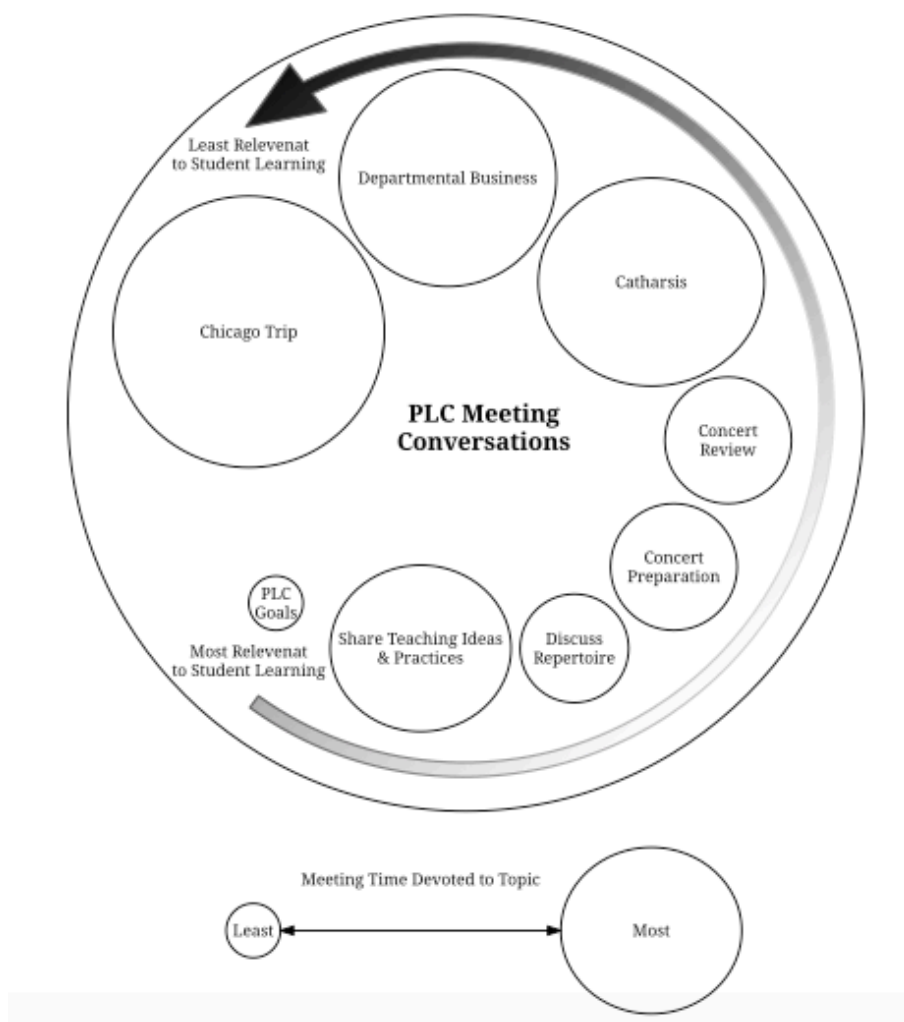 Least Relevenat
to Student Learning
Departmental Business
Catharsis
Chicago Trip
PLC Meeting
Conversations
Concert
Review
Concert
Preparation
PLC
Goals
Share Teaching Ideas
& Practices
Discuss
Repertoire
Most Relevenat
to Student Learning
Meeting Time Devoted to Topic
Least
Most